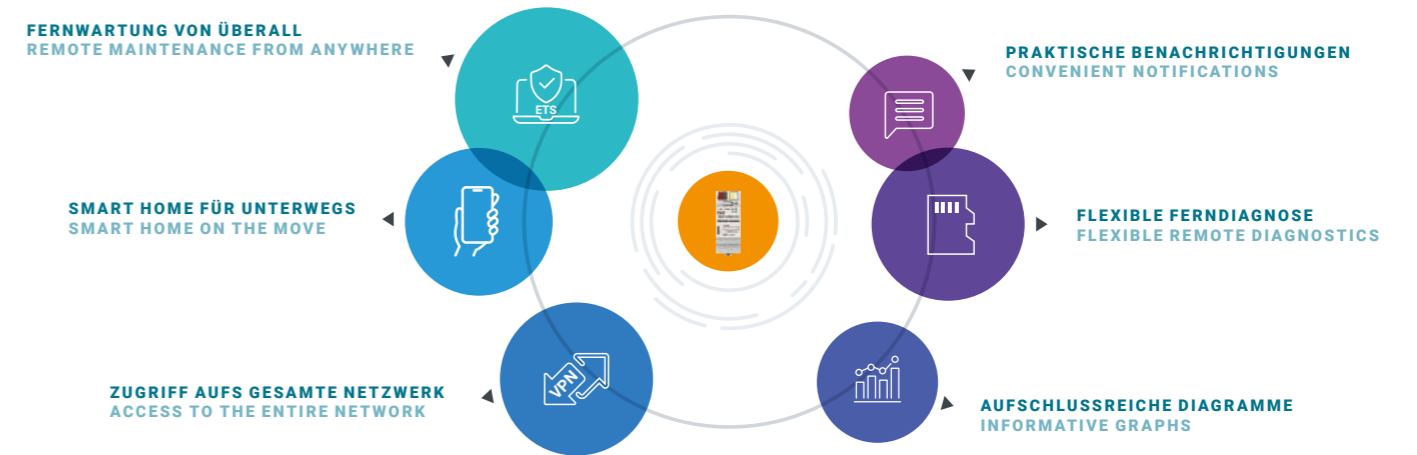 FERNWARTUNG VON ÜBERALL
REMOTE MAINTENANCE FROM ANYWHERE
ETS
PRAKTISCHE BENACHRICHTIGUNGEN
CONVENIENT NOTIFICATIONS
SMART HOME FÜR UNTERWEGS
SMART HOME ON THE MOVE
FLEXIBLE FERNDIAGNOSE
FLEXIBLE REMOTE DIAGNOSTICS
VPN
ZUGRIFF AUFS GESAMTE NETZWERK
ACCESS TO THE ENTIRE NETWORK
AUFSCHLUSSREICHE DIAGRAMME
INFORMATIVE GRAPHS